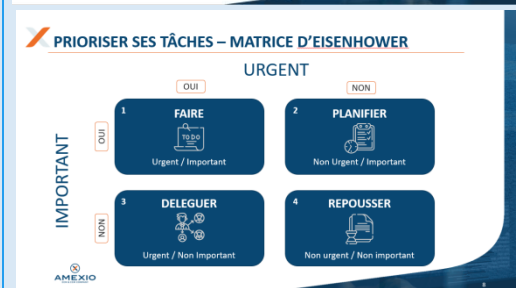 PRIORISER SES TÂCHES – MATRICE D'EISENHOWER
URGENT
OUI
NON
IMPORTANT
OUI
1
FAIRE
TO DO
Urgent / Important
2
PLANIFIER
Non Urgent / Important
NON
3
DELEGUER
Urgent / Non Important
4
REPOUSSER
Non urgent / Non important
AMEXIO
8